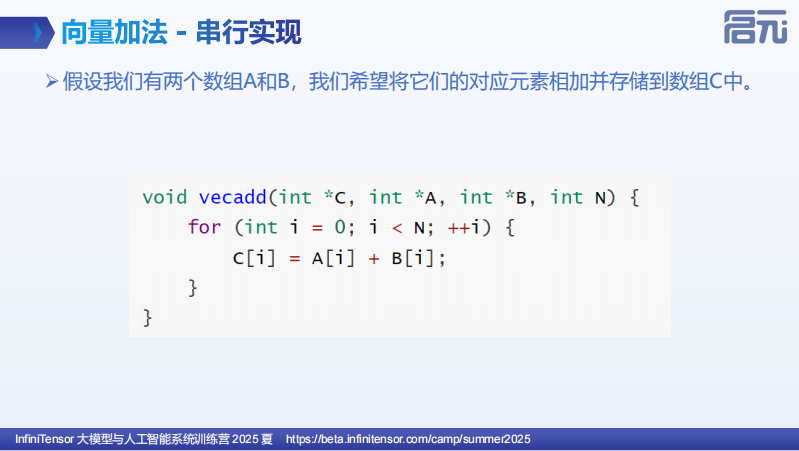 向量加法 - 串行实现
启元
➢ 假设我们有两个数组A和B，我们希望将它们的对应元素相加并存储到数组C中。
void vecadd(int *C, int *A, int *B, int N) {
    for (int i = 0; i < N; ++i) {
        C[i] = A[i] + B[i];
    }
}
InfiniTensor 大模型与人工智能系统训练营 2025 夏 https://beta.infinitensor.com/camp/summer2025